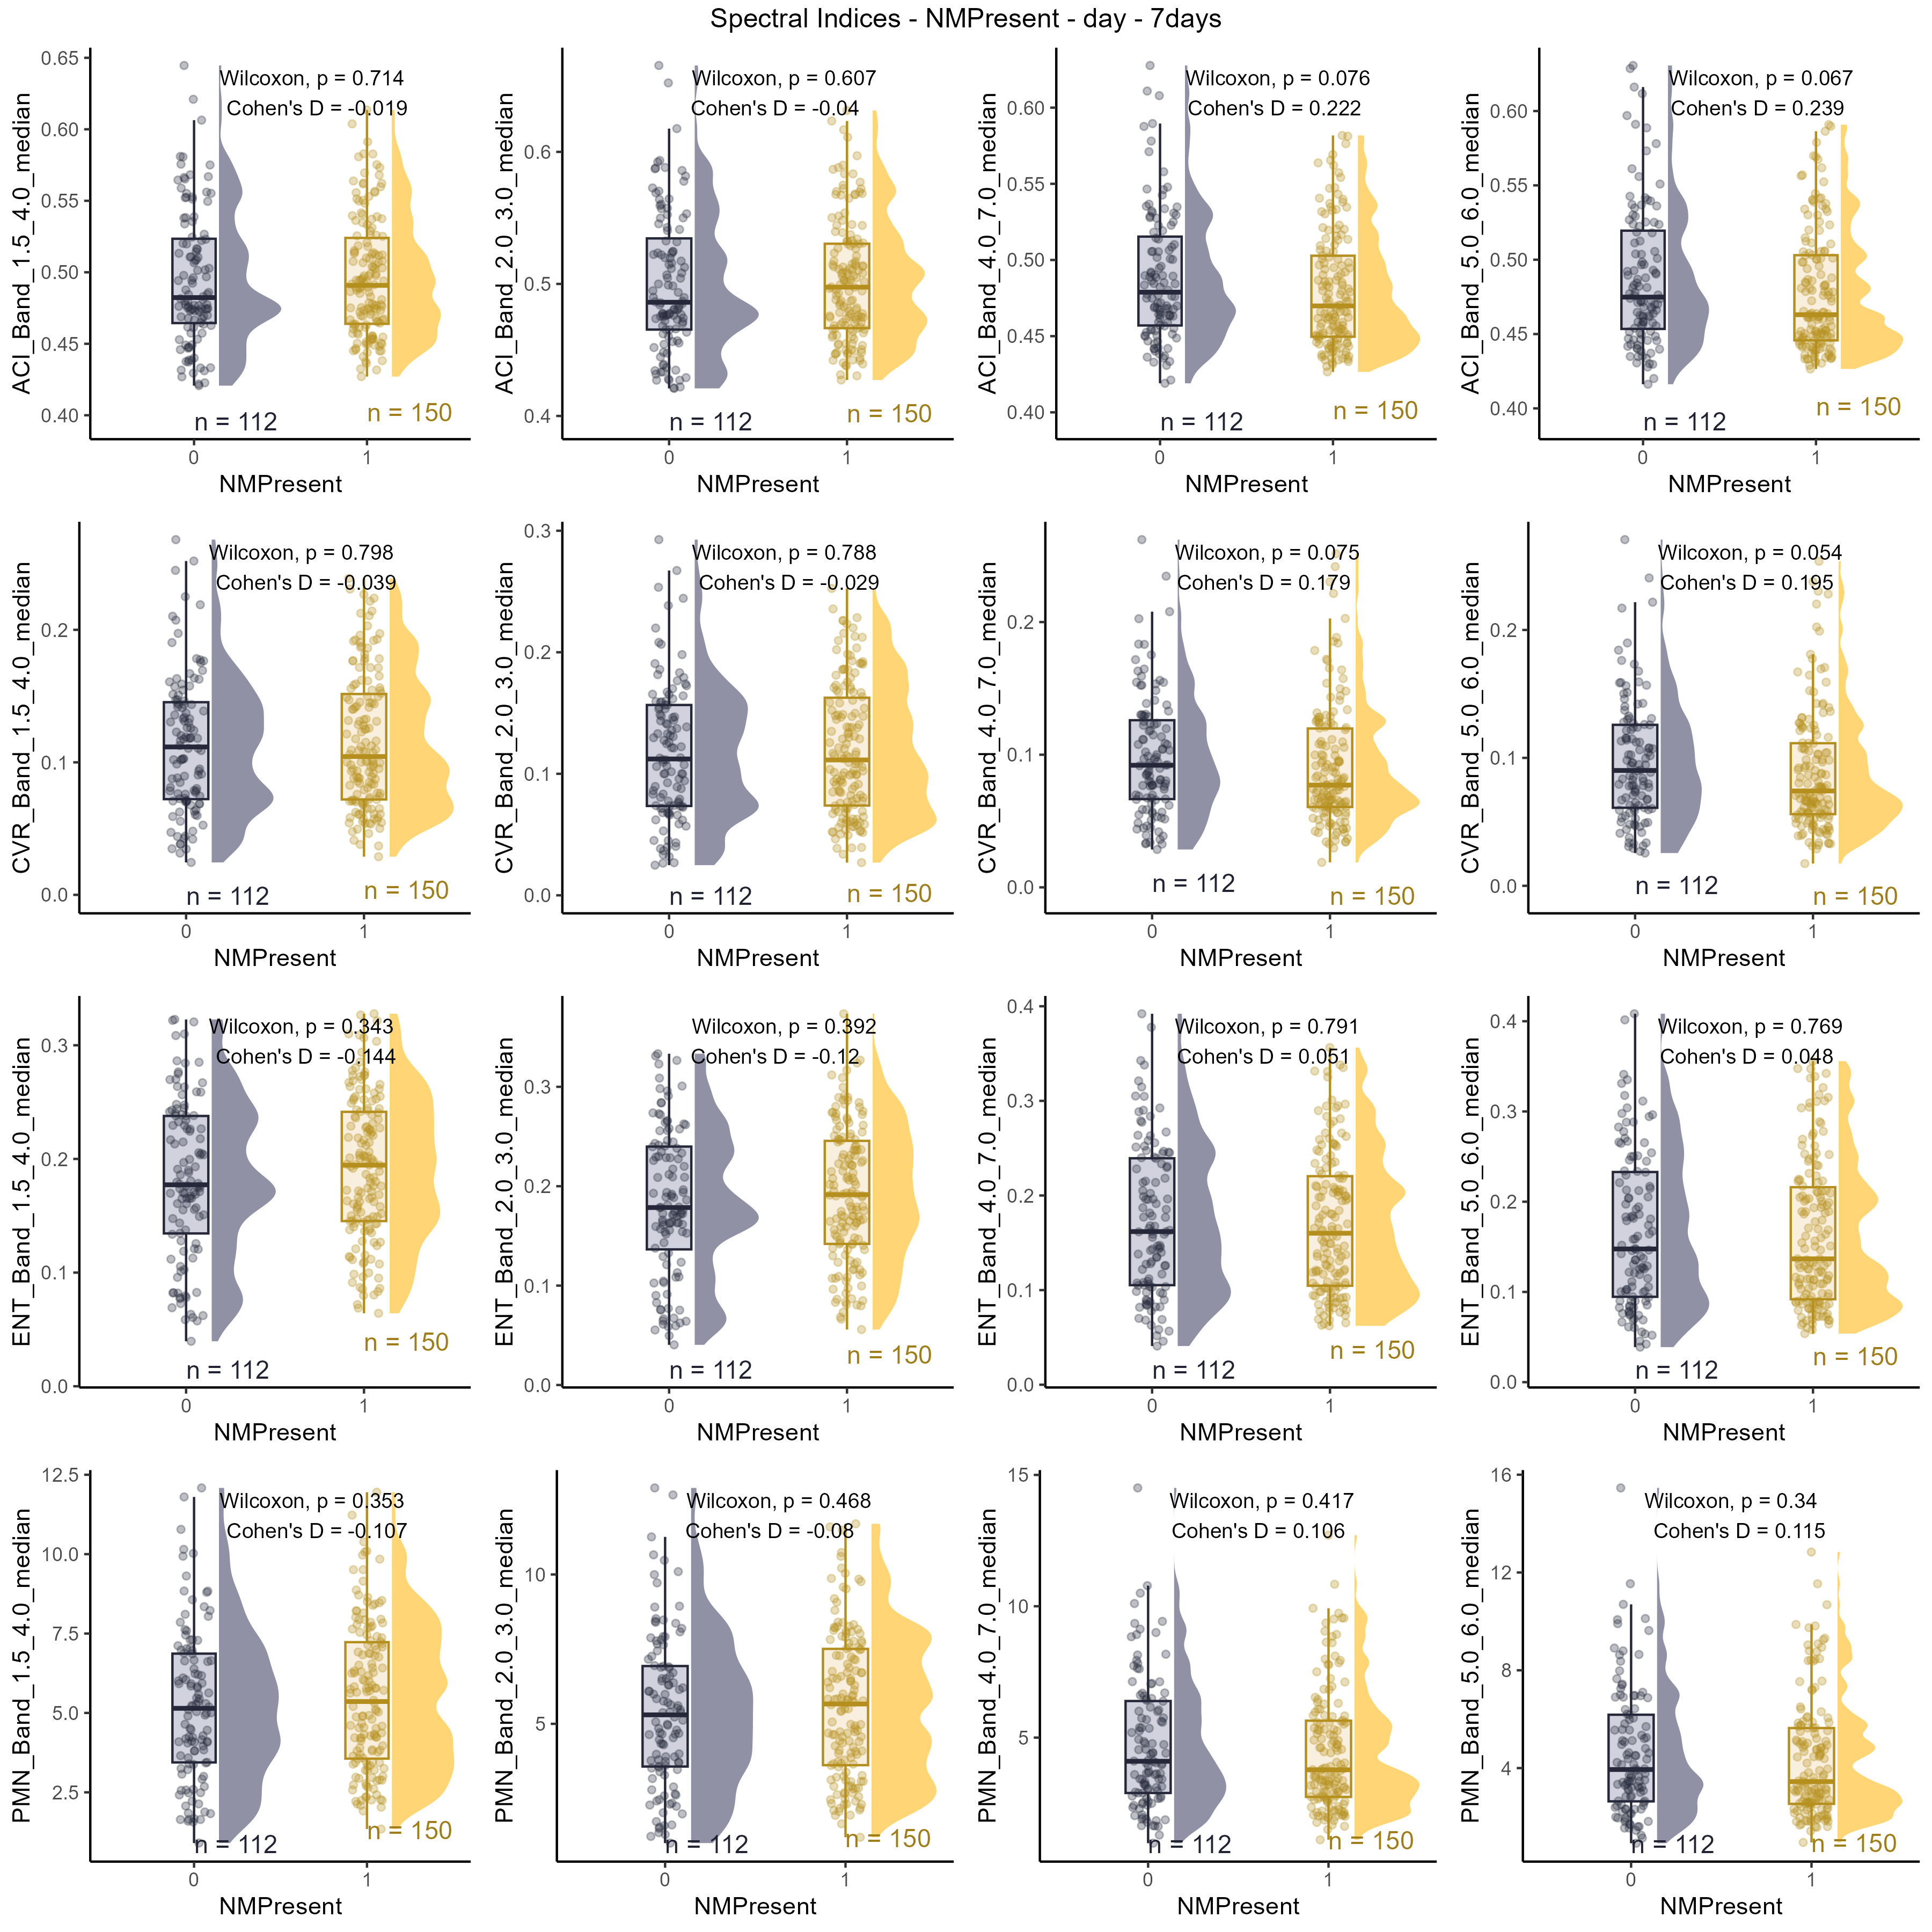 Spectral Indices - NMPresent - day - 7days
ACI_Band_1.5_4.0_median
0.65
0.60
0.55
0.50
0.45
0.40
Wilcoxon, p = 0.714
Cohen's D = -0.019
n = 112
n = 150
0
1
NMPresent
ACI_Band_2.0_3.0_median
0.6
0.5
0.4
Wilcoxon, p = 0.607
Cohen's D = -0.04
n = 112
n = 150
0
1
NMPresent
ACI_Band_4.0_7.0_median
0.60
0.55
0.50
0.45
0.40
Wilcoxon, p = 0.076
Cohen's D = 0.222
n = 112
n = 150
0
1
NMPresent
ACI_Band_5.0_6.0_median
0.60
0.55
0.50
0.45
0.40
Wilcoxon, p = 0.067
Cohen's D = 0.239
n = 112
n = 150
0
1
NMPresent
CVR_Band_1.5_4.0_median
0.2
0.1
0.0
Wilcoxon, p = 0.798
Cohen's D = -0.039
n = 112
n = 150
0
1
NMPresent
CVR_Band_2.0_3.0_median
0.3
0.2
0.1
0.0
Wilcoxon, p = 0.788
Cohen's D = -0.029
n = 112
n = 150
0
1
NMPresent
CVR_Band_4.0_7.0_median
0.2
0.1
0.0
Wilcoxon, p = 0.075
Cohen's D = 0.179
n = 112
n = 150
0
1
NMPresent
CVR_Band_5.0_6.0_median
0.2
0.1
0.0
Wilcoxon, p = 0.054
Cohen's D = 0.195
n = 112
n = 150
0
1
NMPresent
ENT_Band_1.5_4.0_median
0.3
0.2
0.1
0.0
Wilcoxon, p = 0.343
Cohen's D = -0.144
n = 112
n = 150
0
1
NMPresent
ENT_Band_2.0_3.0_median
0.3
0.2
0.1
0.0
Wilcoxon, p = 0.392
Cohen's D = -0.12
n = 112
n = 150
0
1
NMPresent
ENT_Band_4.0_7.0_median
0.4
0.3
0.2
0.1
0.0
Wilcoxon, p = 0.791
Cohen's D = 0.051
n = 112
n = 150
0
1
NMPresent
ENT_Band_5.0_6.0_median
0.4
0.3
0.2
0.1
0.0
Wilcoxon, p = 0.769
Cohen's D = 0.048
n = 112
n = 150
0
1
NMPresent
PMN_Band_1.5_4.0_median
12.5
10.0
7.5
5.0
2.5
Wilcoxon, p = 0.353
Cohen's D = -0.107
n = 112
n = 150
0
1
NMPresent
PMN_Band_2.0_3.0_median
10
5
Wilcoxon, p = 0.468
Cohen's D = -0.08
n = 112
n = 150
0
1
NMPresent
PMN_Band_4.0_7.0_median
15
10
5
Wilcoxon, p = 0.417
Cohen's D = 0.106
n = 112
n = 150
0
1
NMPresent
PMN_Band_5.0_6.0_median
16
12
8
4
Wilcoxon, p = 0.34
Cohen's D = 0.115
n = 112
n = 150
0
1
NMPresent